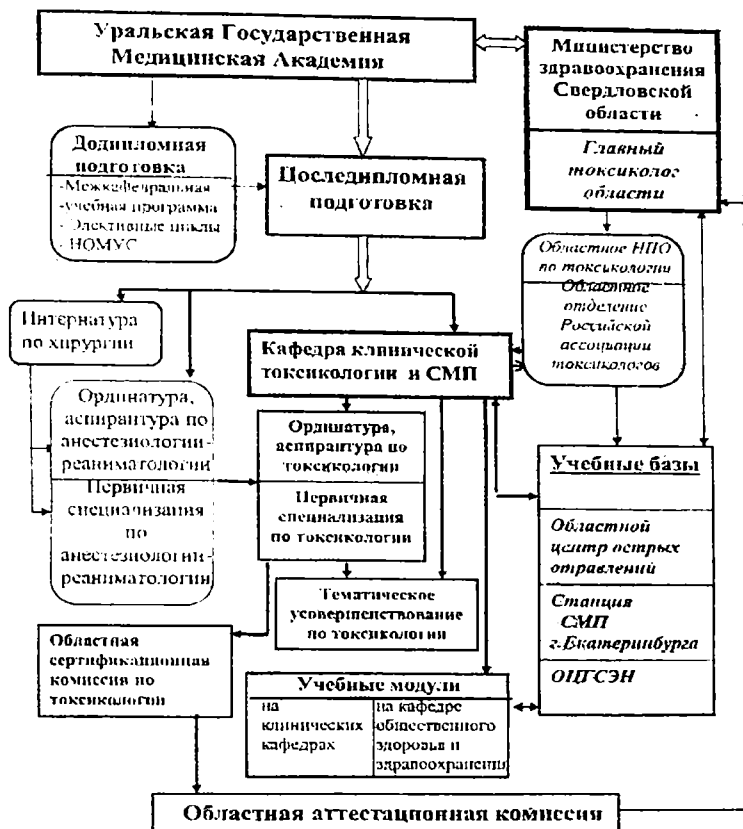 Уральская Государственная
Медицинская Академия
Министерство
здравоохранения
Свердловской
области
Главный
токсиколог
области
Додипломная
подготовка
-Межкафедральная
-учебная программа
- Элективные циклы
- НОМУС
Последипломная
подготовка
Областное НПО
по токсикологии
Областное
отделение
Российской
ассоциации
токсикологов
Интернатура
по хирургии
Кафедра клинической
токсикологии и СМП
Ординатура,
аспирантура по
анестезиологии-
реаниматологии
Первичная
специализация
по
анестезиологии-
реаниматологии
Ординатура,
аспирантура по
токсикологии
Первичная
специализация
по токсикологии
Учебные базы
Областной
центр острых
отравлений
Станция
СМП
г.Екатеринбурга
ОЦГСЭН
Тематическое
усовершенствование
по токсикологии
Областная
сертификационная
комиссия по
токсикологии
Учебные модули
на
клинических
кафедрах
на кафедре
общественного
здоровья и
здравоохранения
Областная аттестационная комиссия